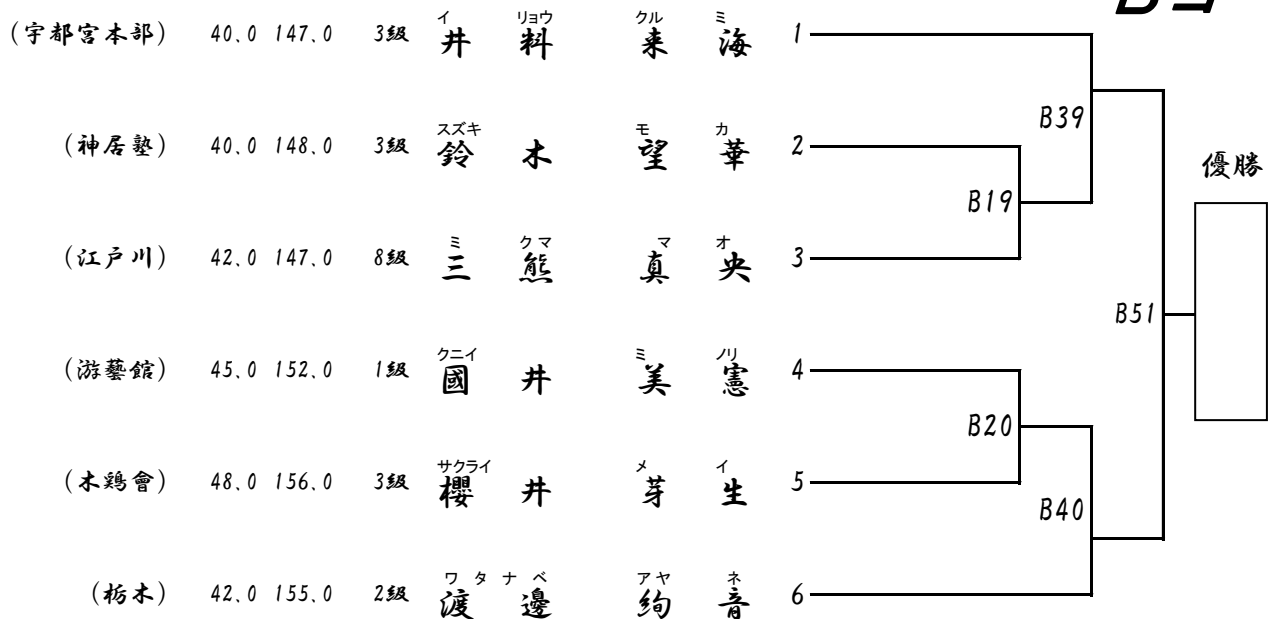 (宇都宮本部) 40.0 147.0 3級 井料 来海 1
イ リョウ クル ミ
B39
(神居塾) 40.0 148.0 3級 鈴木 望華 2
スズキ モ カ
優勝
B19
(江戸川) 42.0 147.0 8級 三熊 真央 3
ミ クマ マ オ
B51
(游藝館) 45.0 152.0 1級 國井 美憲 4
クニイ ミ ノリ
B20
(木鶏會) 48.0 156.0 3級 櫻井 芽生 5
サクライ メ イ
B40
(栃木) 42.0 155.0 2級 渡邊 絢音 6
ワタナベ アヤ ネ